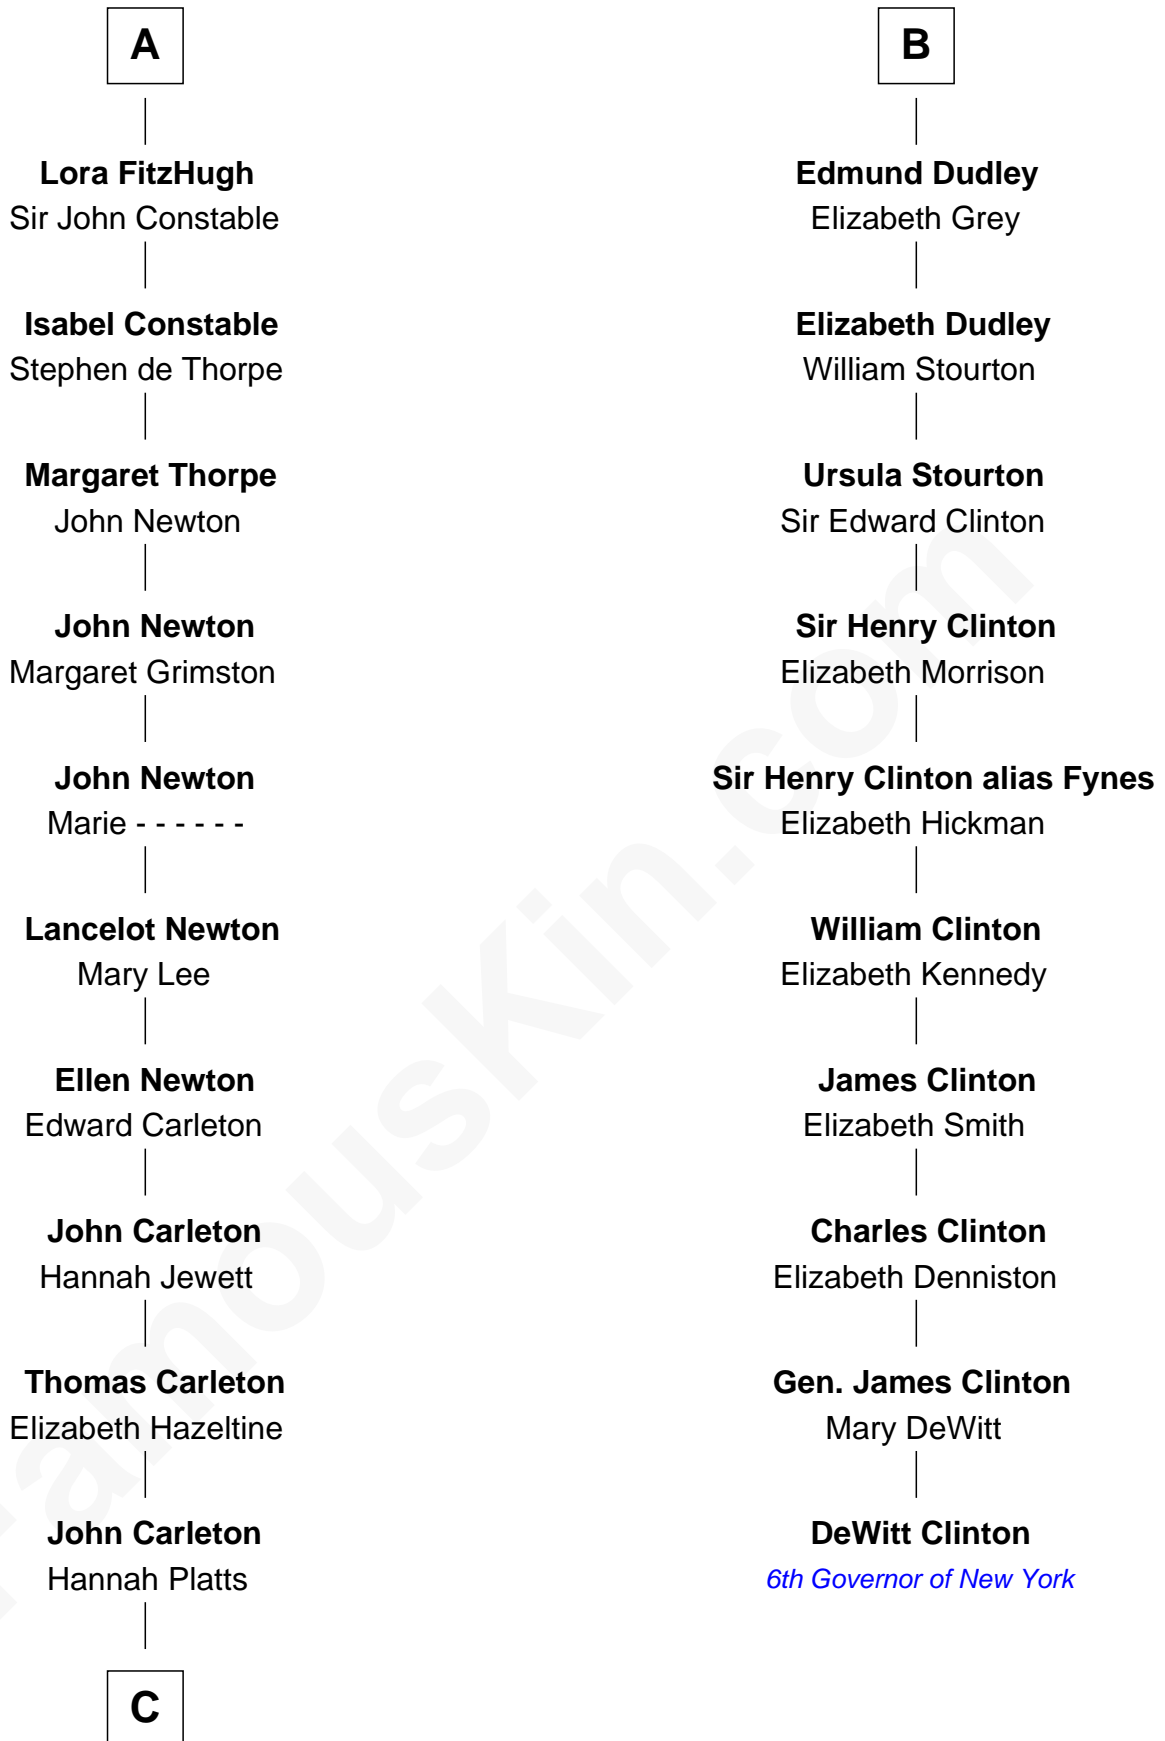 A
Lora FitzHugh
Sir John Constable
Isabel Constable
Stephen de Thorpe
Margaret Thorpe
John Newton
John Newton
Margaret Grimston
John Newton
Marie - - - - - -
Lancelot Newton
Mary Lee
Ellen Newton
Edward Carleton
John Carleton
Hannah Jewett
Thomas Carleton
Elizabeth Hazeltine
John Carleton
Hannah Platts
C
B
Edmund Dudley
Elizabeth Grey
Elizabeth Dudley
William Stourton
Ursula Stourton
Sir Edward Clinton
Sir Henry Clinton
Elizabeth Morrison
Sir Henry Clinton alias Fynes
Elizabeth Hickman
William Clinton
Elizabeth Kennedy
James Clinton
Elizabeth Smith
Charles Clinton
Elizabeth Denniston
Gen. James Clinton
Mary DeWitt
DeWitt Clinton
6th Governor of New York
FamousKin.com